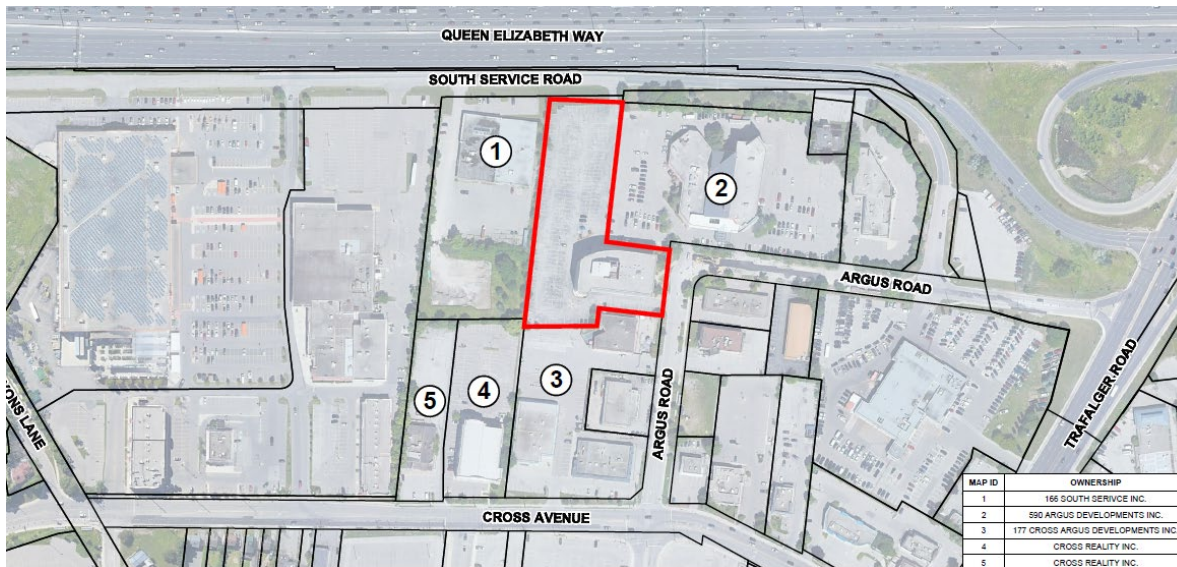 QUEEN ELIZABETH WAY
SOUTH SERVICE ROAD
1
2
ARGUS ROAD
TRAFALGER ROAD
YONS LANE
5
4
3
ARGUS ROAD
CROSS AVENUE
MAP ID OWNERSHIP
1 166 SOUTH SERIVCE INC.
2 590 ARGUS DEVELOPMENTS INC.
3 177 CROSS ARGUS DEVELOPMENTS INC.
4 CROSS REALITY INC.
5 CROSS REALITY INC.